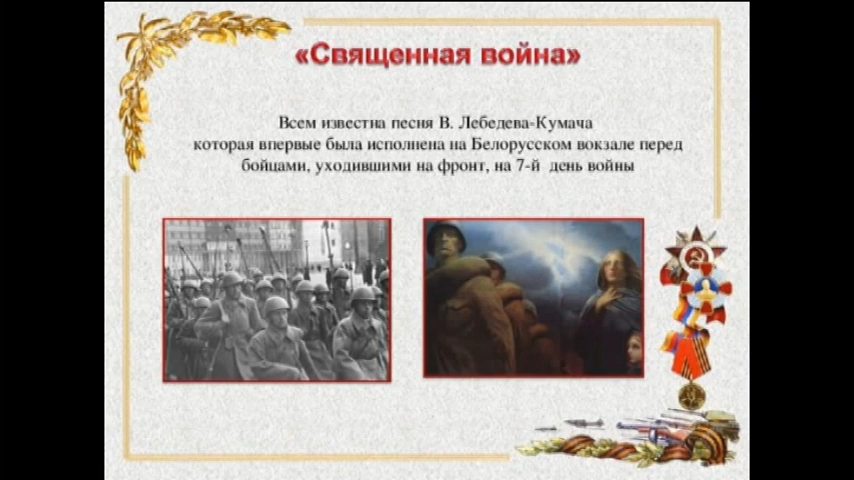 «Священная война»
Всем известна песня В. Лебедева-Кумача
которая впервые была исполнена на Белорусском вокзале перед
бойцами, уходившими на фронт, на 7-й день войны